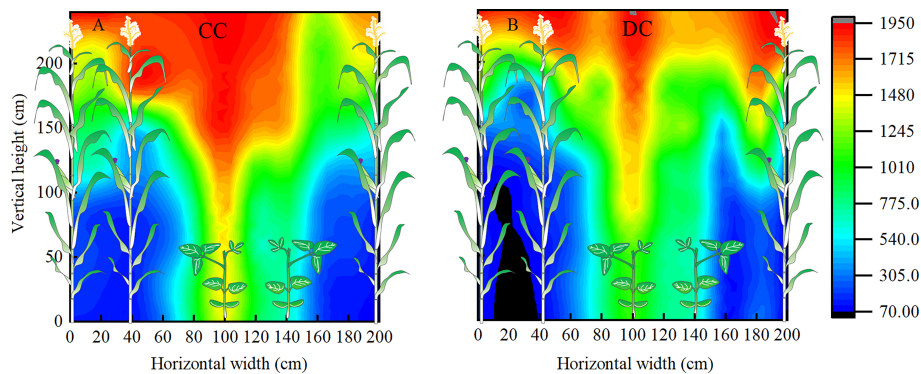 A
CC
B
DC
200
150
100
50
0
Vertical height (cm)
0 20 40 60 80 100 120 140 160 180 200
Horizontal width (cm)
0 20 40 60 80 100 120 140 160 180 200
Horizontal width (cm)
1950
1715
1480
1245
1010
775.0
540.0
305.0
70.00